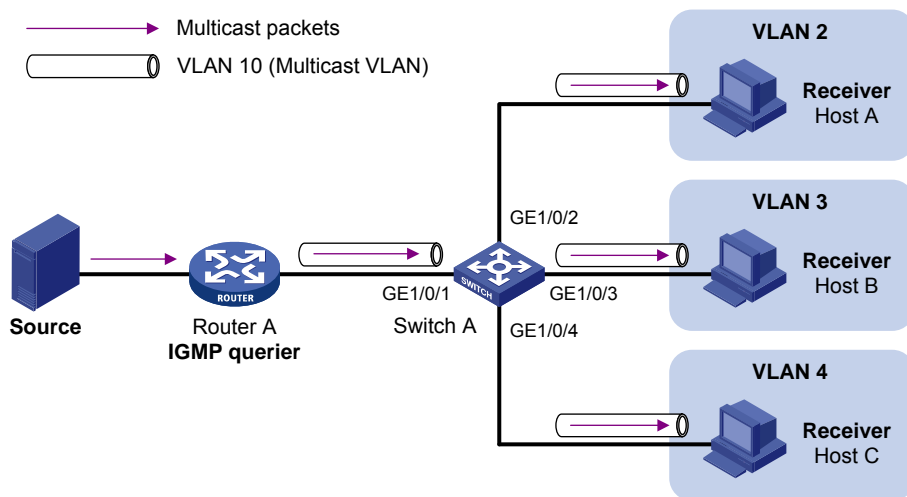 Multicast packets
VLAN 10 (Multicast VLAN)
VLAN 2
Receiver
Host A
GE1/0/2
VLAN 3
Receiver
Host B
GE1/0/1
GE1/0/3
SWITCH
ROUTER
Source
Router A
IGMP querier
Switch A
GE1/0/4
VLAN 4
Receiver
Host C